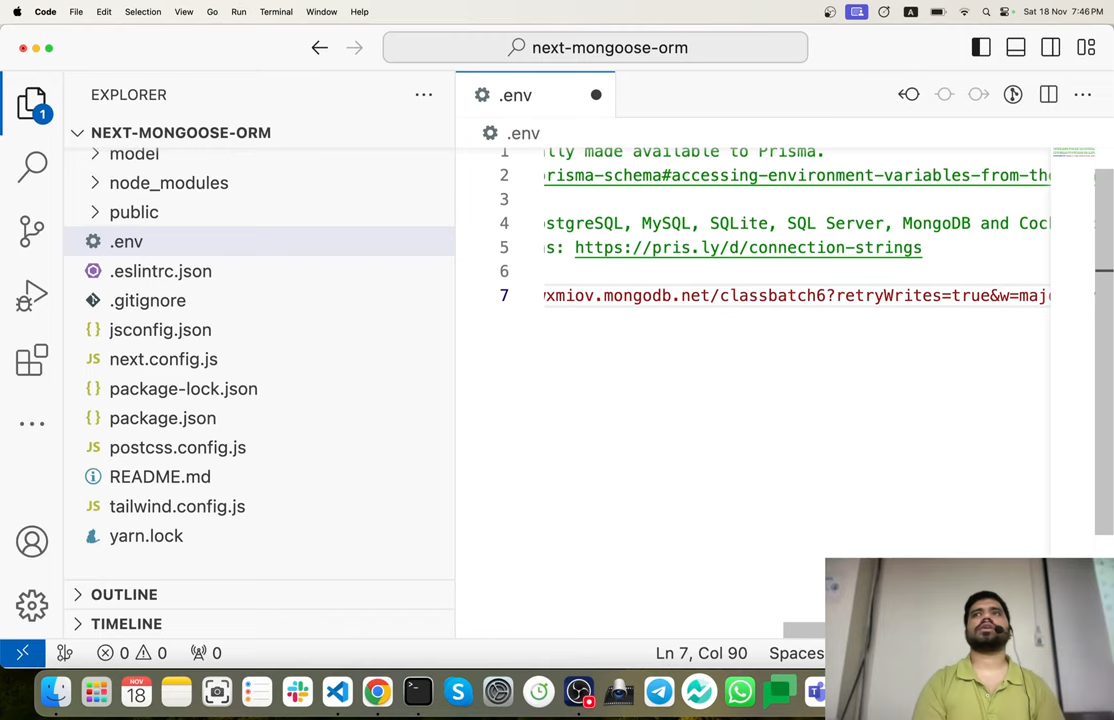 Code File Edit Selection View Go Run Terminal Window Help A Sat 18 Nov 7:46 PM
next-mongoose-orm
EXPLORER
.env
NEXT-MONGOOSE-ORM
.env
model
node_modules
public
.env
.eslintrc.json
.gitignore
jsconfig.json
next.config.js
package-lock.json
package.json
postcss.config.js
README.md
tailwind.config.js
yarn.lock
OUTLINE
TIMELINE
1 lly made available to Prisma.
2 prisma-schema#accessing-environment-variables-from-the
3
4 ostgreSQL, MySQL, SQLite, SQL Server, MongoDB and Coc
5 ns: https://pris.ly/d/connection-strings
6
7 xmiov.mongodb.net/classbatch6?retryWrites=true&w=maj
1
0 0 0
Ln 7, Col 90 Spaces
NOV
18